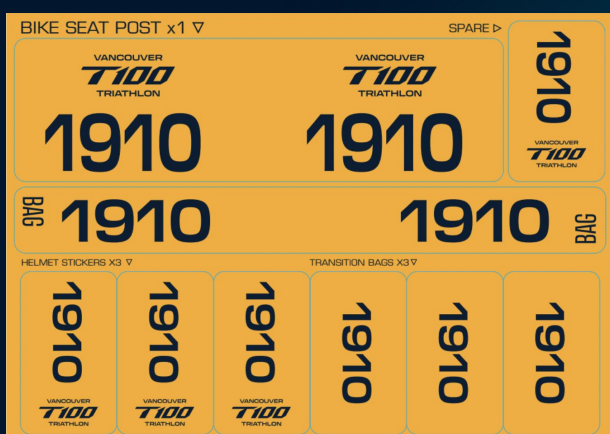 BIKE SEAT POST x1 ▽
SPARE ▷
VANCOUVER
T100
TRIATHLON
1910
VANCOUVER
T100
TRIATHLON
1910
1910
VANCOUVER
T100
TRIATHLON
BAG
1910
1910
BAG
HELMET STICKERS X3 ▽
TRANSITION BAGS X3 ▽
1910
VANCOUVER
T100
TRIATHLON
1910
VANCOUVER
T100
TRIATHLON
1910
VANCOUVER
T100
TRIATHLON
1910
1910
1910